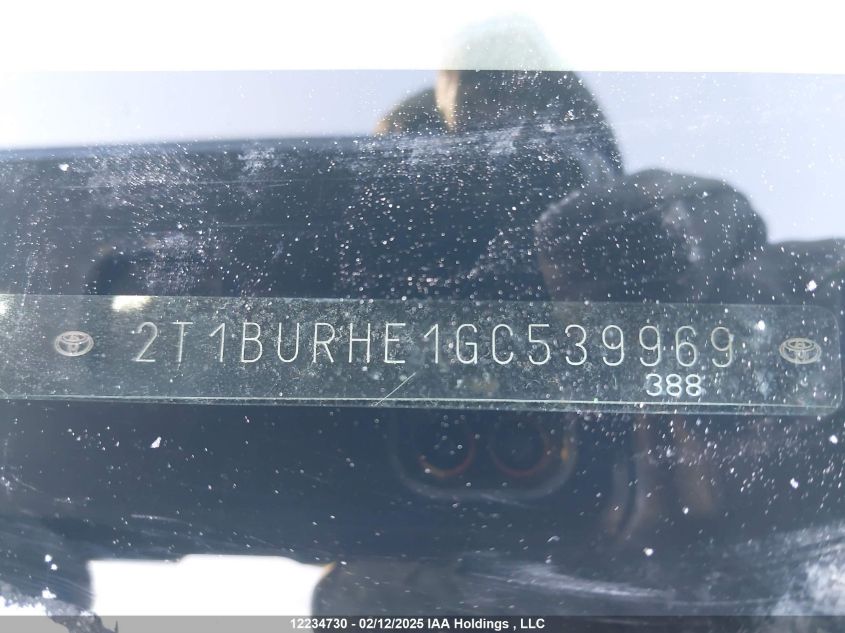 2T1BURHE1GC539969
388
12234730 - 02/12/2025 IAA Holdings , LLC